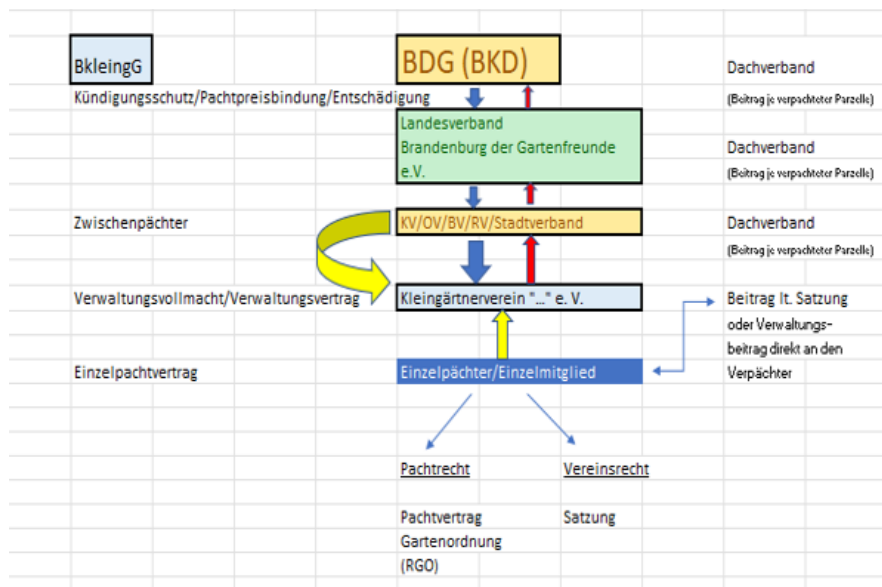 BkleingG
BDG (BKD)
Dachverband
Kündigungsschutz/Pachtpreisbindung/Entschädigung
(Beitrag je verpachteter Parzelle)
Landesverband
Brandenburg der Gartenfreunde
e.V.
Dachverband
(Beitrag je verpachteter Parzelle)
Zwischenpächter
KV/OV/BV/RV/Stadtverband
Dachverband
(Beitrag je verpachteter Parzelle)
Verwaltungsvollmacht/Verwaltungsvertrag
Kleingärtnerverein "..." e. V.
Beitrag lt. Satzung
oder Verwaltungs-
beitrag direkt an den
Verpächter
Einzelpachtvertrag
Einzelpächter/Einzelmitglied
Pachtrecht
Vereinsrecht
Pachtvertrag
Satzung
Gartenordnung
(RGO)